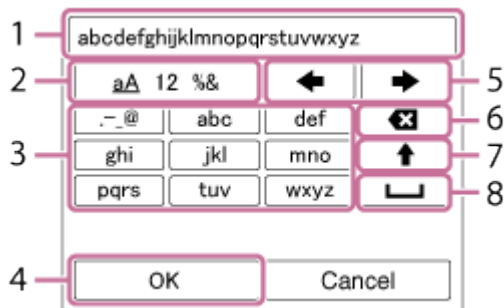 1 abcdefghijklmnopqrstuvwxyz
2 aA 12 %& 5
.-_@ abc def 6
3 ghi jkl mno 7
pqrs tuv wxyz 8
4 OK Cancel